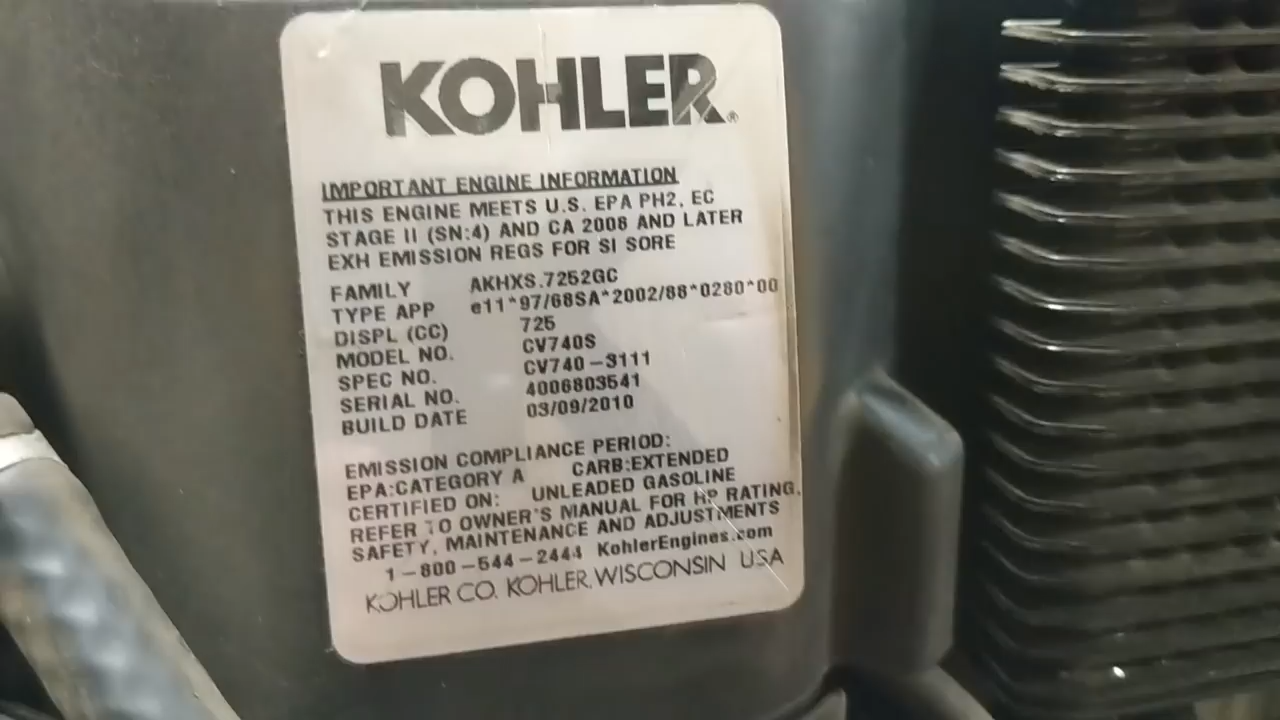 KOHLER®
IMPORTANT ENGINE INFORMATION
THIS ENGINE MEETS U.S. EPA PH2, EC
STAGE II (SN:4) AND CA 2008 AND LATER
EXH EMISSION REGS FOR SI SORE
FAMILY AKHXS.7252GC
TYPE APP e11*97/68SA*2002/88*0280*00
DISPL (CC) 725
MODEL NO. CV740S
SPEC NO. CV740-3111
SERIAL NO. 4006803541
BUILD DATE 03/09/2010
EMISSION COMPLIANCE PERIOD:
EPA:CATEGORY A CARB:EXTENDED
CERTIFIED ON: UNLEADED GASOLINE
REFER TO OWNER'S MANUAL FOR HP RATING,
SAFETY, MAINTENANCE AND ADJUSTMENTS
1-800-544-2444 KohlerEngines.com
KOHLER CO. KOHLER, WISCONSIN USA